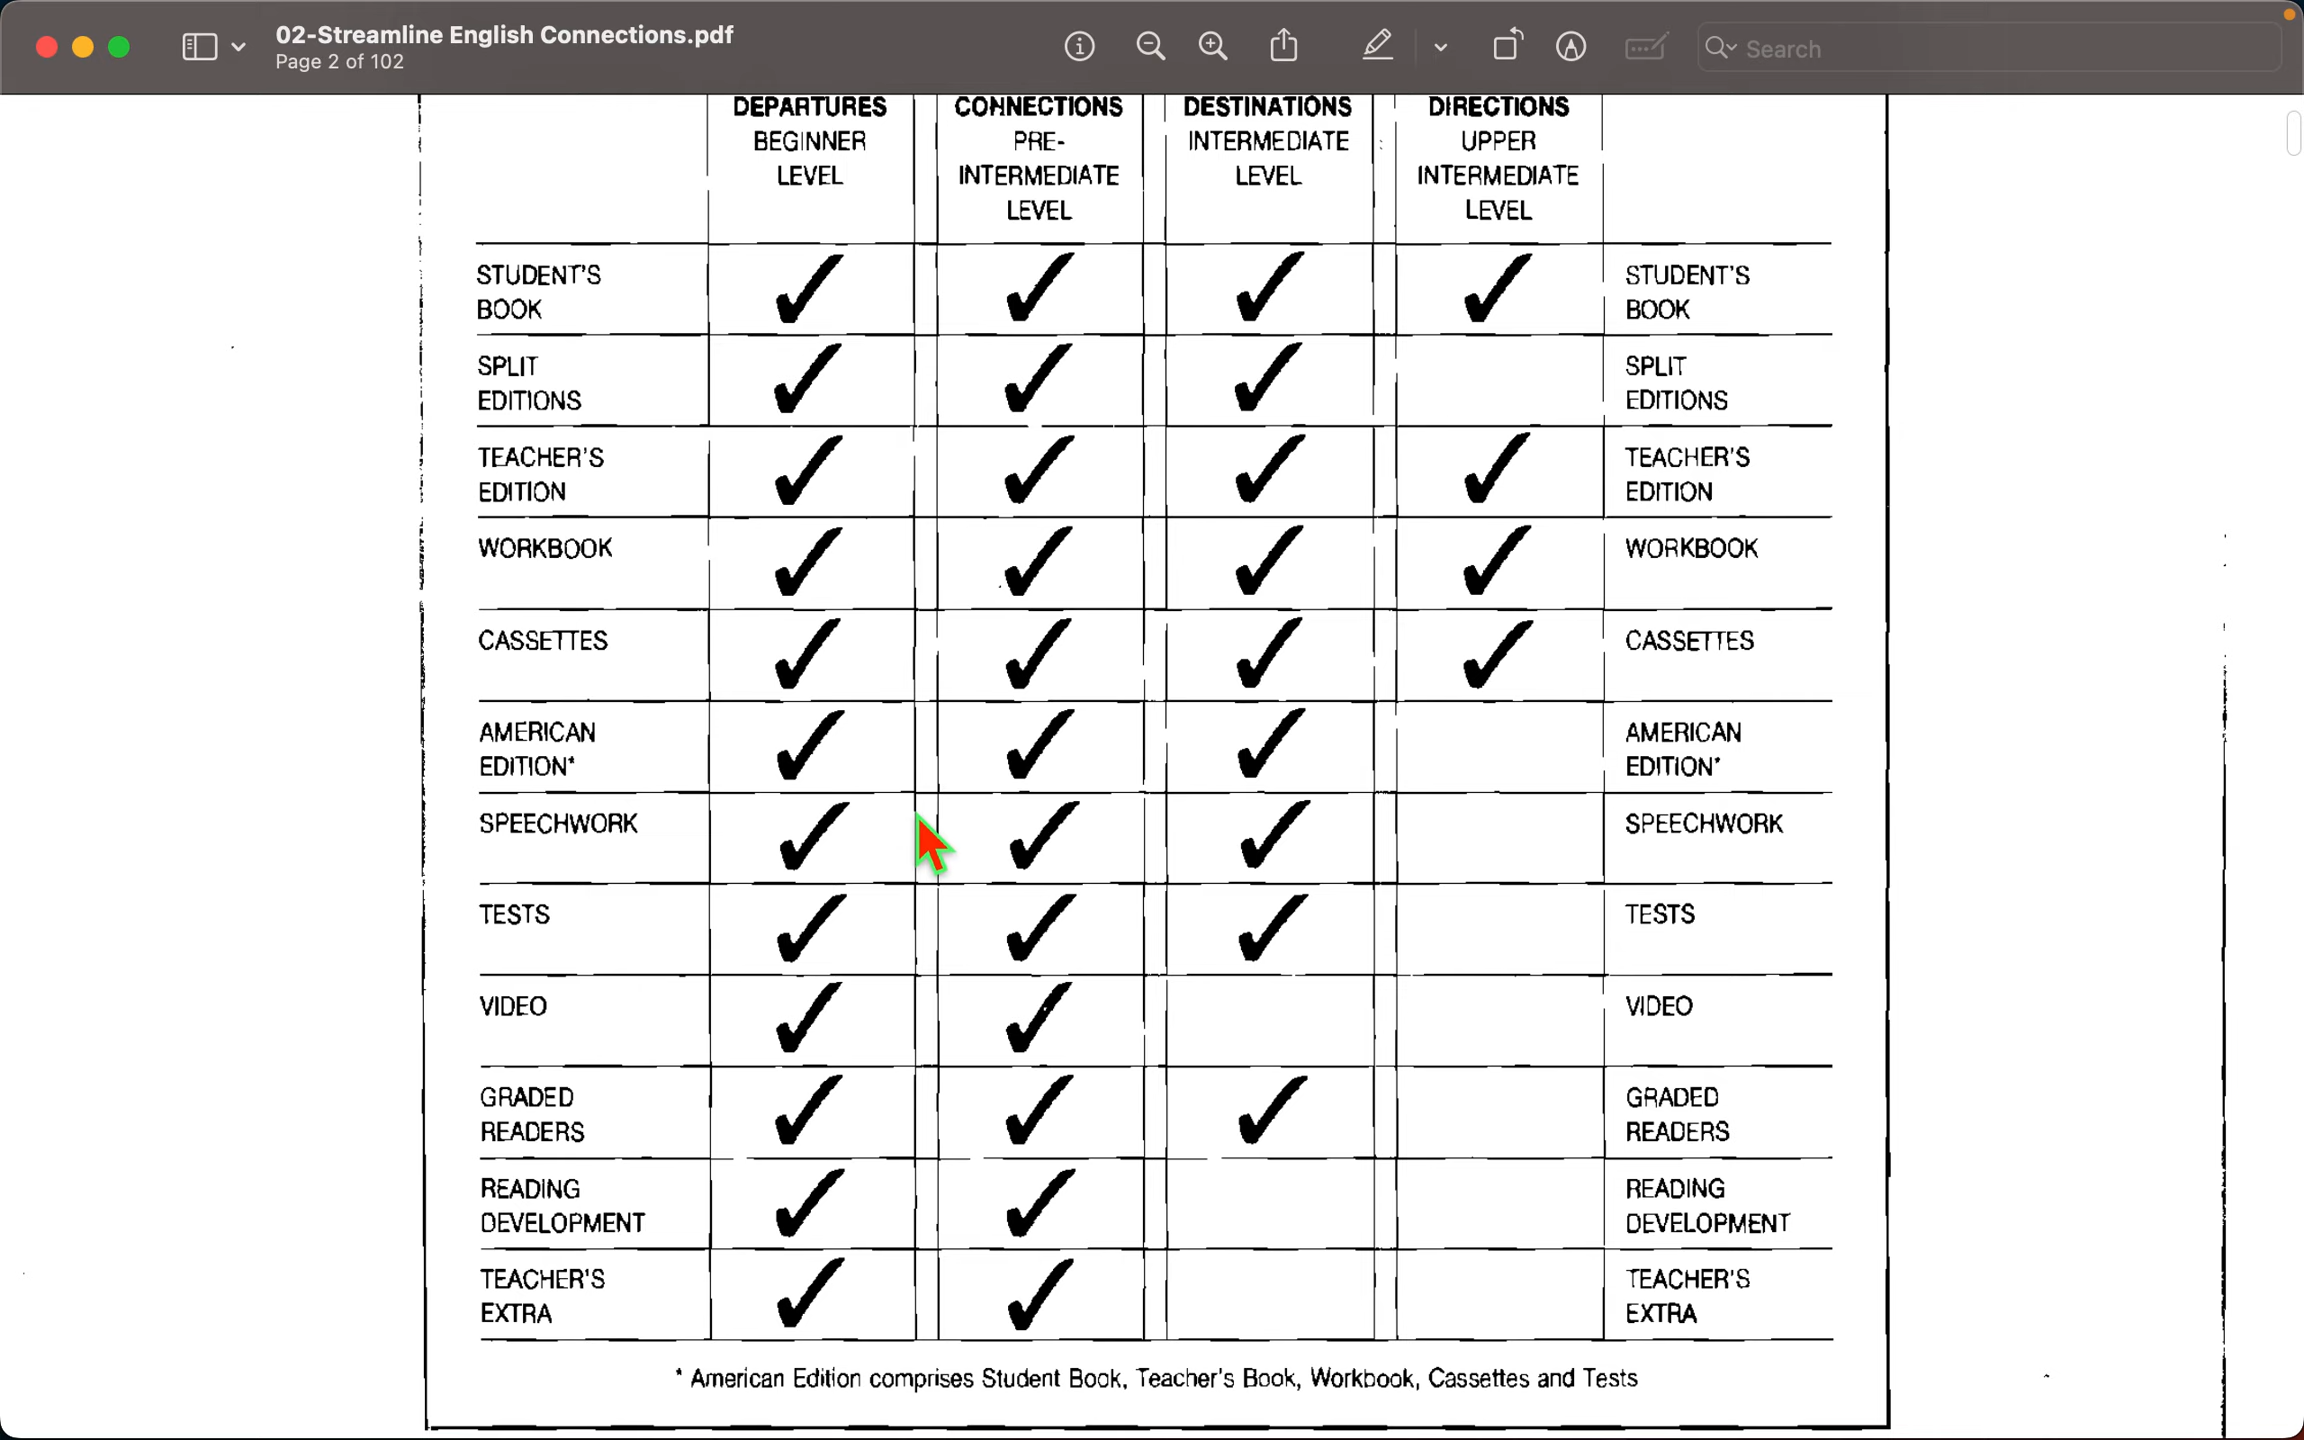 02-Streamline English Connections.pdf
Page 2 of 102
Search
DEPARTURES CONNECTIONS DESTINATIONS DIRECTIONS
BEGINNER PRE- INTERMEDIATE UPPER
LEVEL INTERMEDIATE LEVEL INTERMEDIATE
LEVEL LEVEL
STUDENT'S STUDENT'S
BOOK BOOK
SPLIT SPLIT
EDITIONS EDITIONS
TEACHER'S TEACHER'S
EDITION EDITION
WORKBOOK WORKBOOK
CASSETTES CASSETTES
AMERICAN AMERICAN
EDITION* EDITION*
SPEECHWORK SPEECHWORK
TESTS TESTS
VIDEO VIDEO
GRADED GRADED
READERS READERS
READING READING
DEVELOPMENT DEVELOPMENT
TEACHER'S TEACHER'S
EXTRA EXTRA
* American Edition comprises Student Book, Teacher's Book, Workbook, Cassettes and Tests